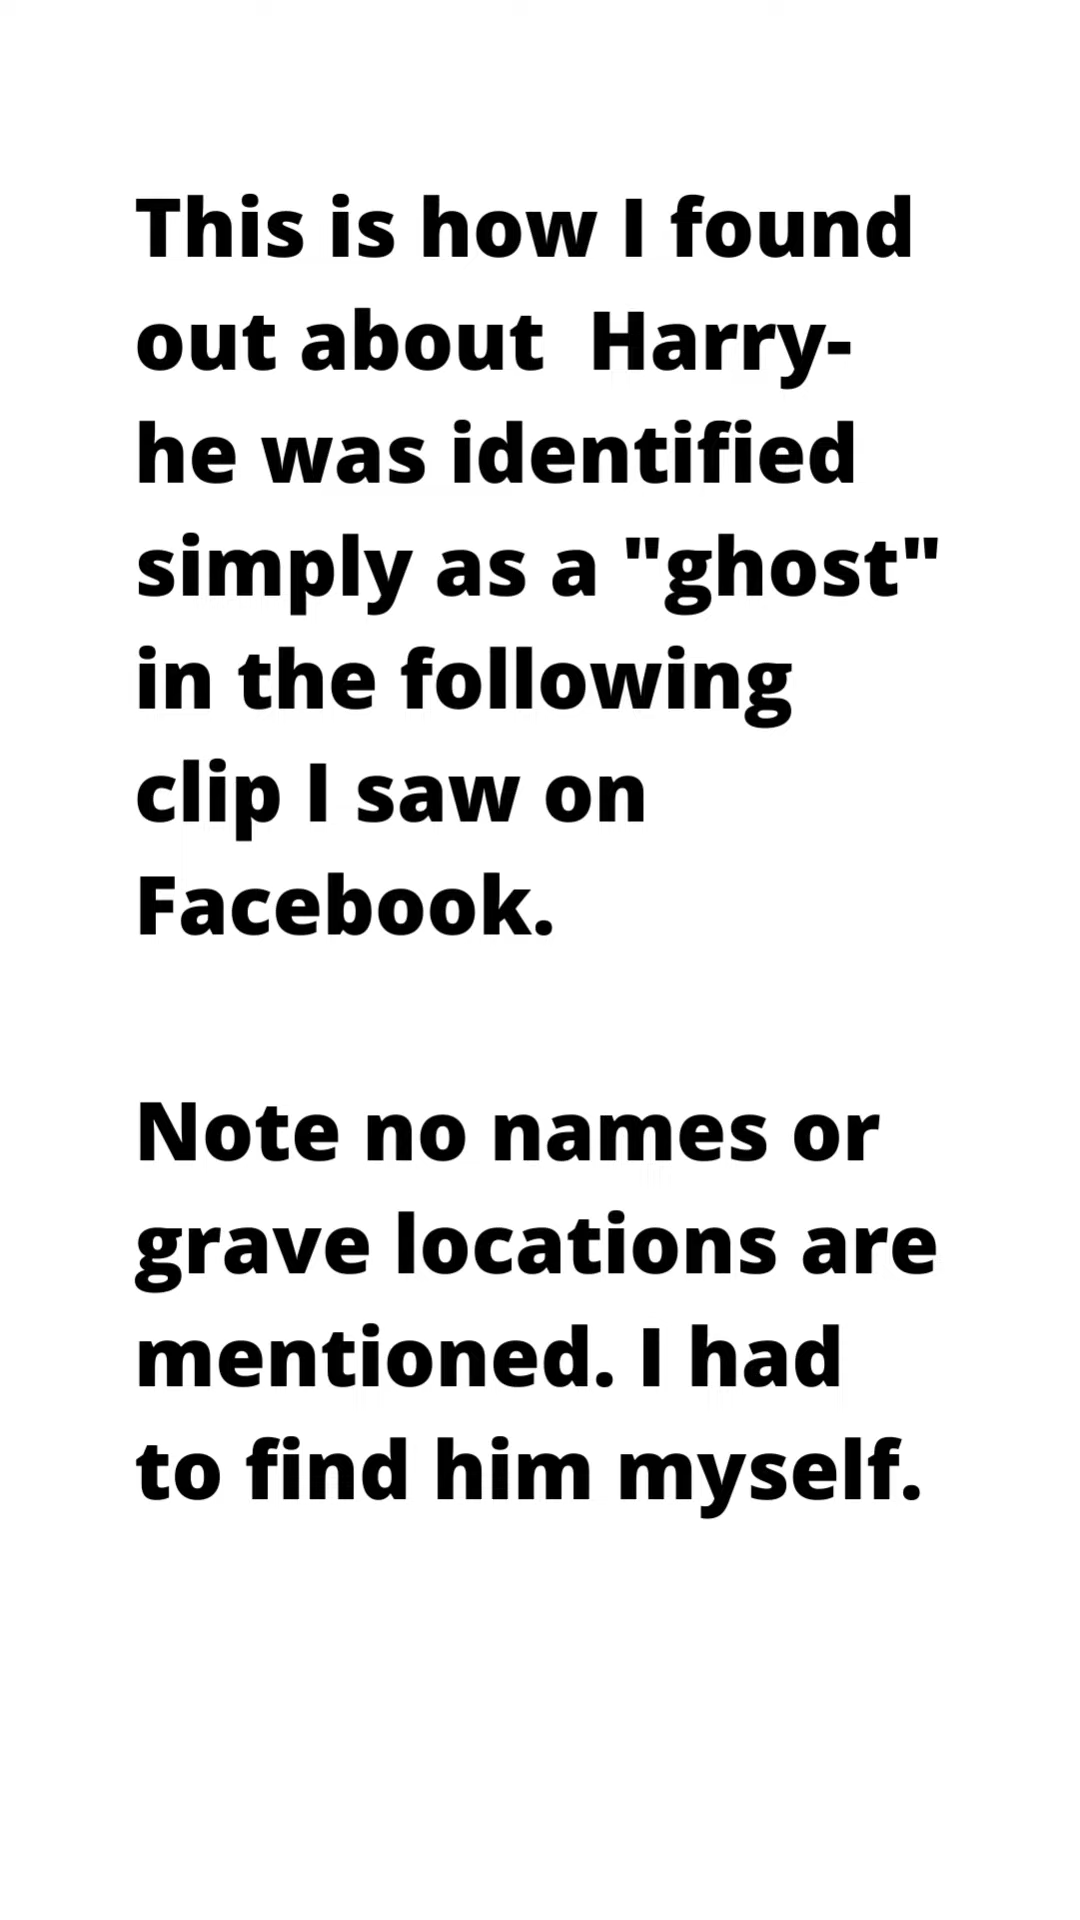 This is how I found
out about  Harry-
he was identified
simply as a "ghost"
in the following
clip I saw on
Facebook.
Note no names or
grave locations are
mentioned. I had
to find him myself.